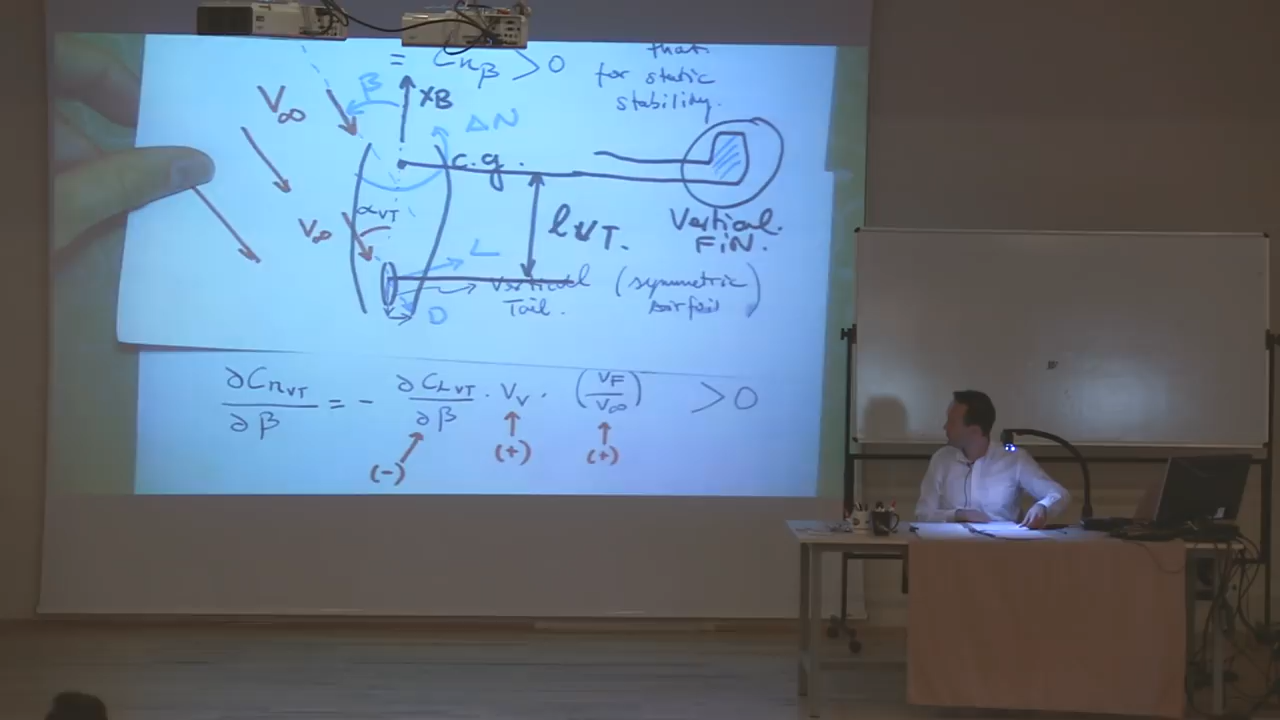 = Cnβ > 0
that
for static
stability.
V∞
β
XB
ΔN
c.g.
αVT
V∞
lVT.
Vertical
FiN.
L
Vertical
Tail.
(symmetric
airfoil)
D
∂CnVT / ∂β = - ∂CLVT / ∂β · Vv · (VF / V∞) > 0
(-)
(+)
(+)